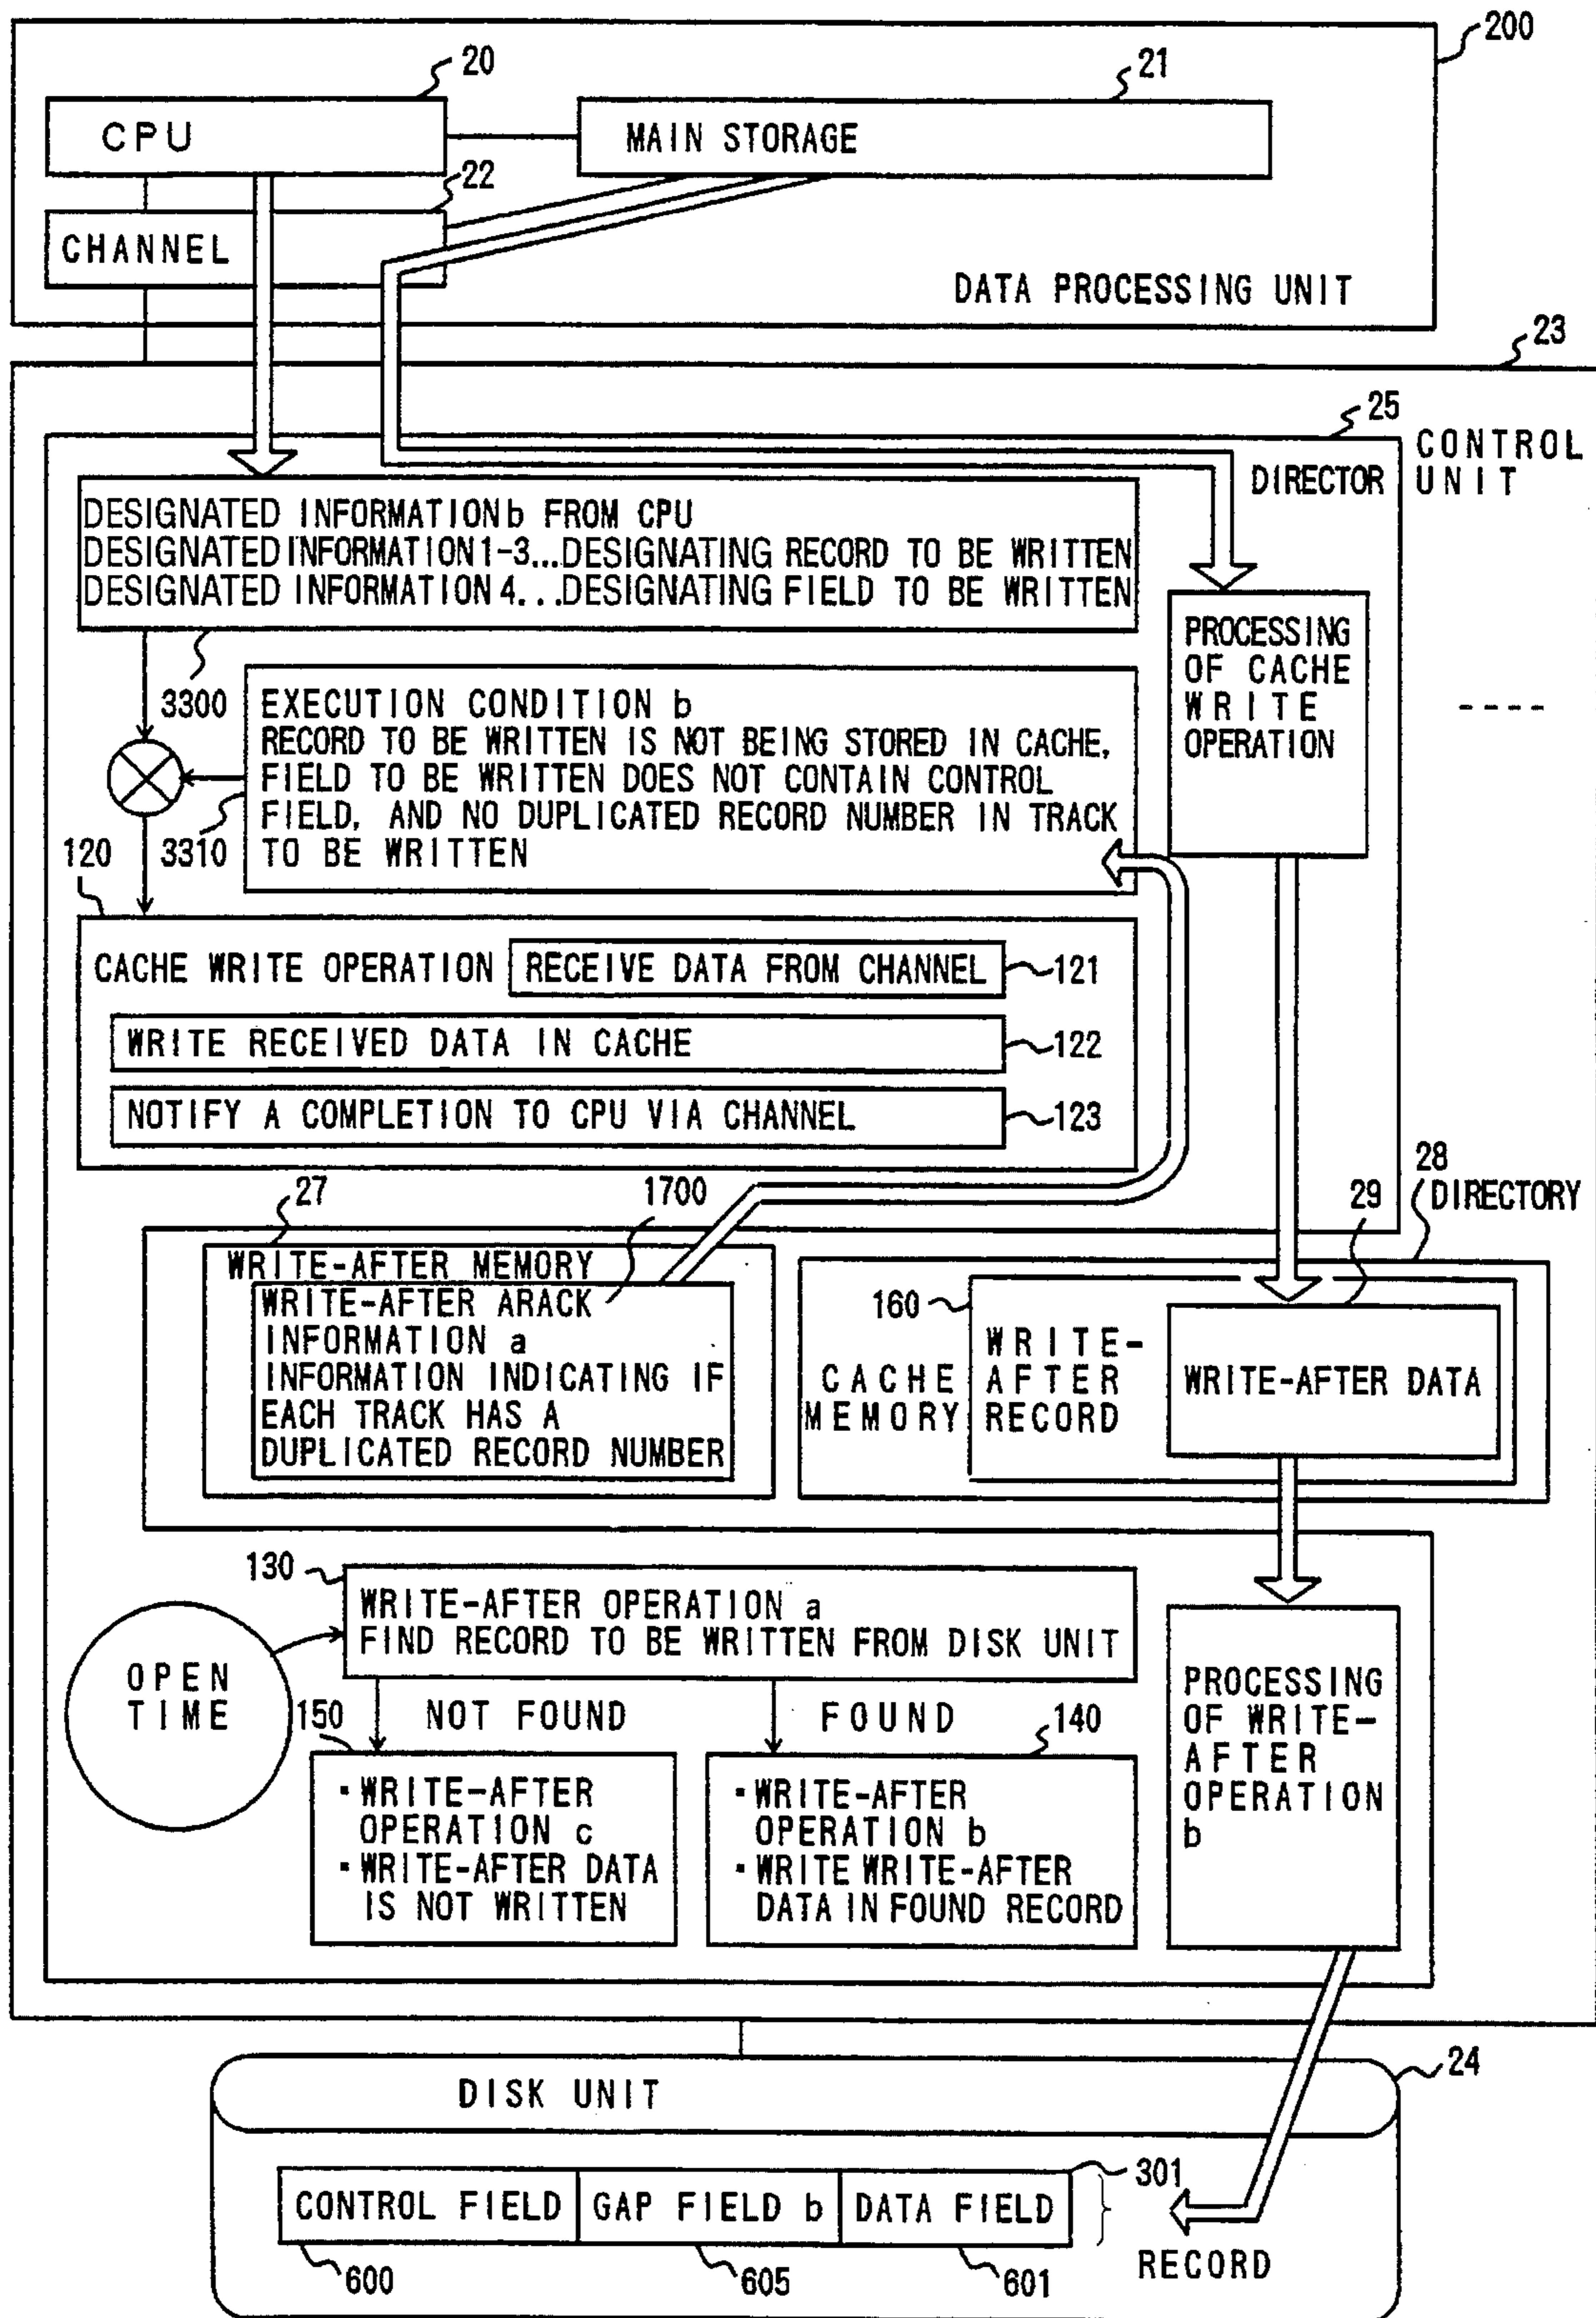 200
20
21
CPU
MAIN STORAGE
22
CHANNEL
DATA PROCESSING UNIT
23
25
CONTROL
UNIT
DIRECTOR
DESIGNATED INFORMATION b FROM CPU
DESIGNATED INFORMATION 1-3...DESIGNATING RECORD TO BE WRITTEN
DESIGNATED INFORMATION 4...DESIGNATING FIELD TO BE WRITTEN
3300
PROCESSING
OF CACHE
WRITE
OPERATION
----
EXECUTION CONDITION b
RECORD TO BE WRITTEN IS NOT BEING STORED IN CACHE,
FIELD TO BE WRITTEN DOES NOT CONTAIN CONTROL
FIELD, AND NO DUPLICATED RECORD NUMBER IN TRACK
TO BE WRITTEN
3310
120
CACHE WRITE OPERATION
RECEIVE DATA FROM CHANNEL
121
WRITE RECEIVED DATA IN CACHE
122
NOTIFY A COMPLETION TO CPU VIA CHANNEL
123
27
1700
28
DIRECTORY
29
WRITE-AFTER MEMORY
WRITE-AFTER ARACK
INFORMATION a
INFORMATION INDICATING IF
EACH TRACK HAS A
DUPLICATED RECORD NUMBER
160
CACHE
MEMORY
WRITE-
AFTER
RECORD
WRITE-AFTER DATA
130
WRITE-AFTER OPERATION a
FIND RECORD TO BE WRITTEN FROM DISK UNIT
OPEN
TIME
150
NOT FOUND
FOUND
140
▪ WRITE-AFTER
OPERATION c
▪ WRITE-AFTER DATA
IS NOT WRITTEN
▪ WRITE-AFTER
OPERATION b
▪ WRITE WRITE-AFTER
DATA IN FOUND RECORD
PROCESSING
OF WRITE-
AFTER
OPERATION
b
24
DISK UNIT
301
CONTROL FIELD
GAP FIELD b
DATA FIELD
RECORD
600
605
601